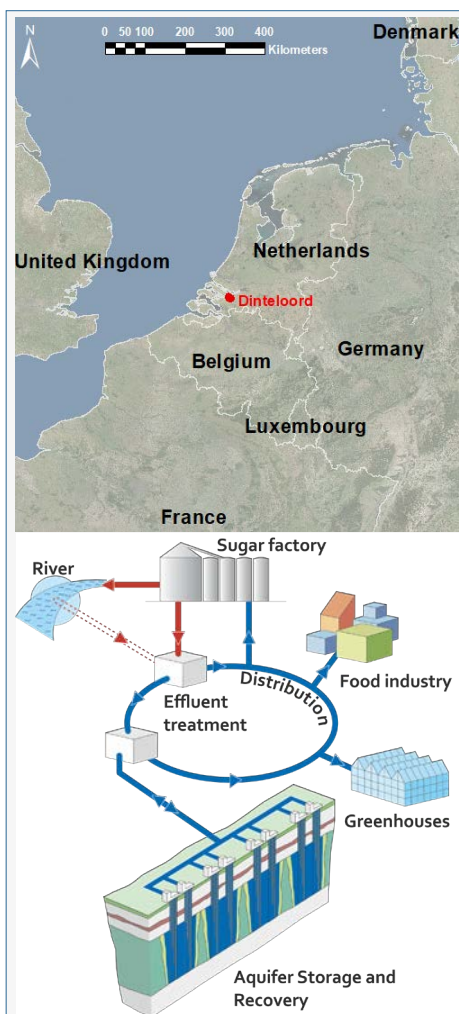 Denmark
N
0 50 100 200 300 400
Kilometers
Netherlands
United Kingdom
Dinteloord
Germany
Belgium
Luxembourg
France
Sugar factory
River
Distribution
Food industry
Effluent
treatment
Greenhouses
Aquifer Storage and
Recovery